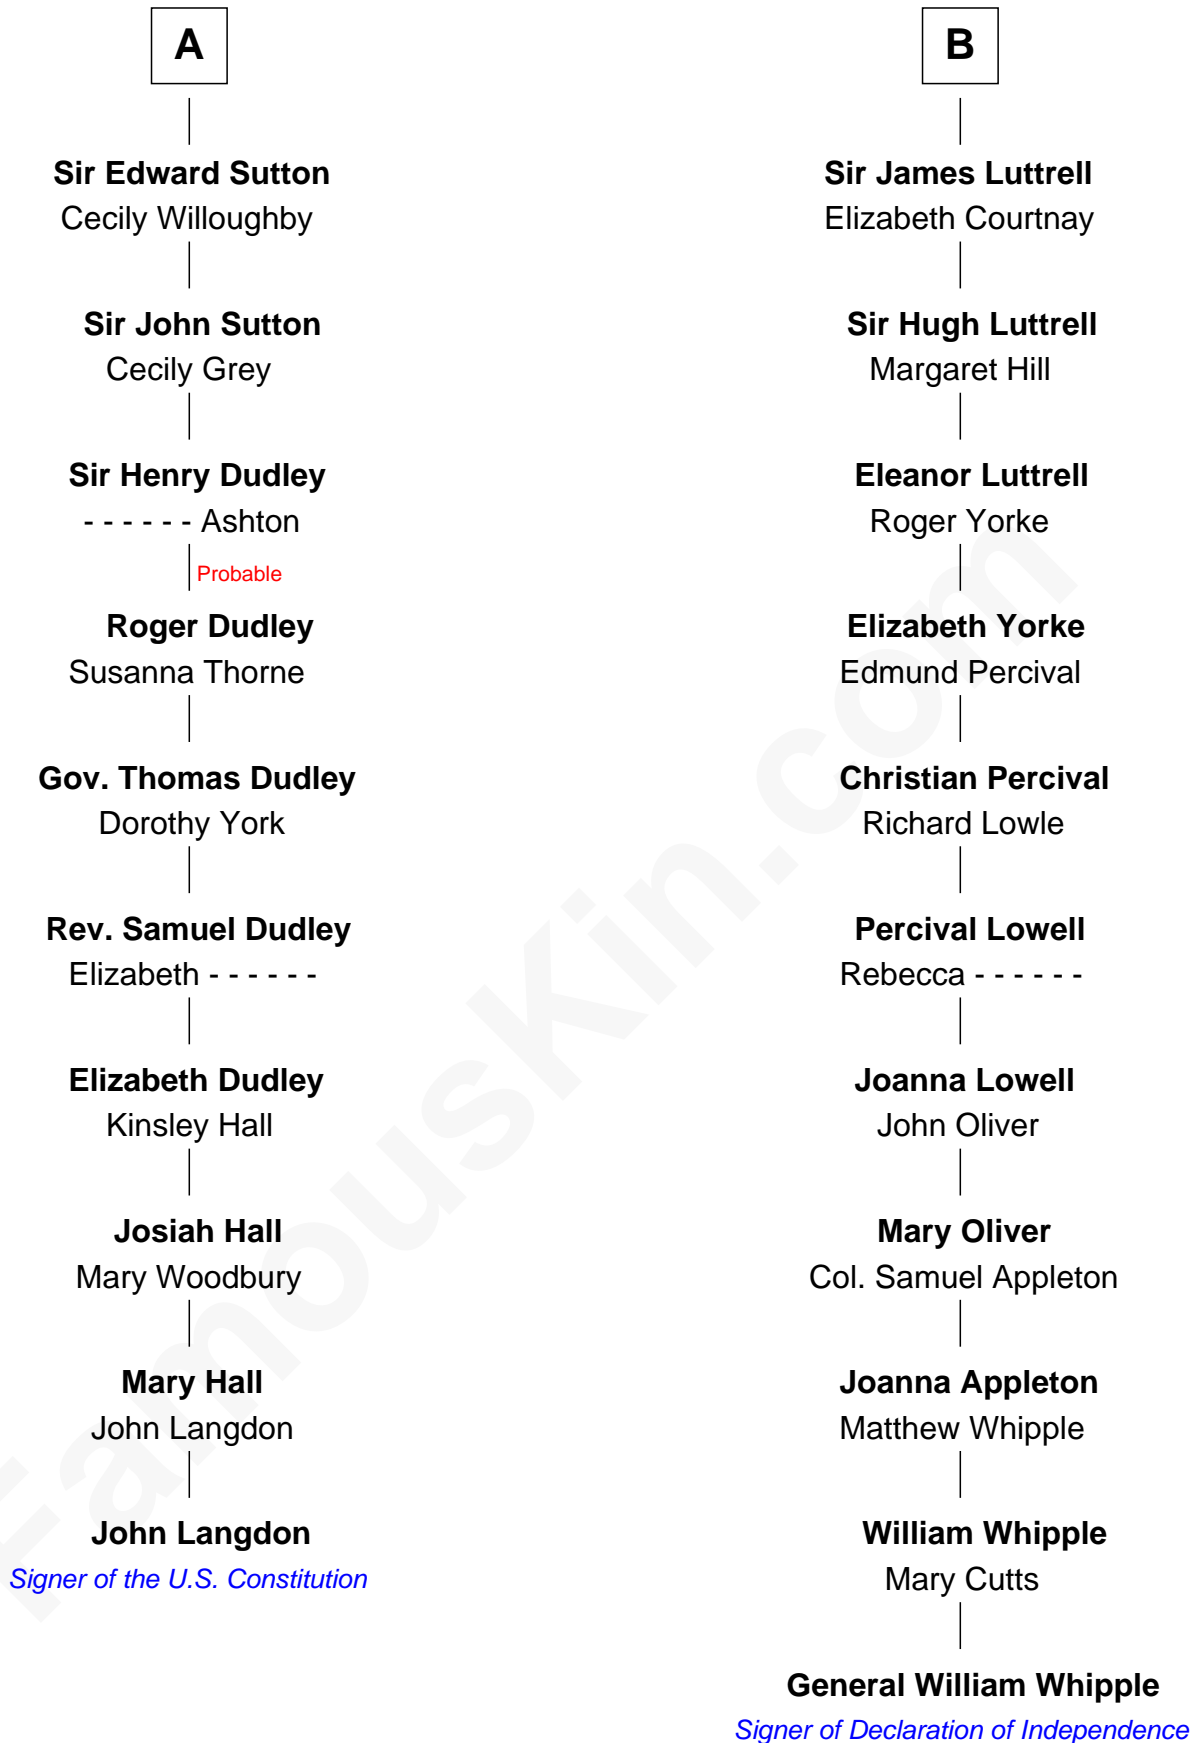 A
Sir Edward Sutton
Cecily Willoughby
Sir John Sutton
Cecily Grey
Sir Henry Dudley
- - - - - - Ashton
Probable
Roger Dudley
Susanna Thorne
Gov. Thomas Dudley
Dorothy York
Rev. Samuel Dudley
Elizabeth - - - - - -
Elizabeth Dudley
Kinsley Hall
Josiah Hall
Mary Woodbury
Mary Hall
John Langdon
John Langdon
Signer of the U.S. Constitution
B
Sir James Luttrell
Elizabeth Courtnay
Sir Hugh Luttrell
Margaret Hill
Eleanor Luttrell
Roger Yorke
Elizabeth Yorke
Edmund Percival
Christian Percival
Richard Lowle
Percival Lowell
Rebecca - - - - - -
Joanna Lowell
John Oliver
Mary Oliver
Col. Samuel Appleton
Joanna Appleton
Matthew Whipple
William Whipple
Mary Cutts
General William Whipple
Signer of Declaration of Independence
FamousKin.com